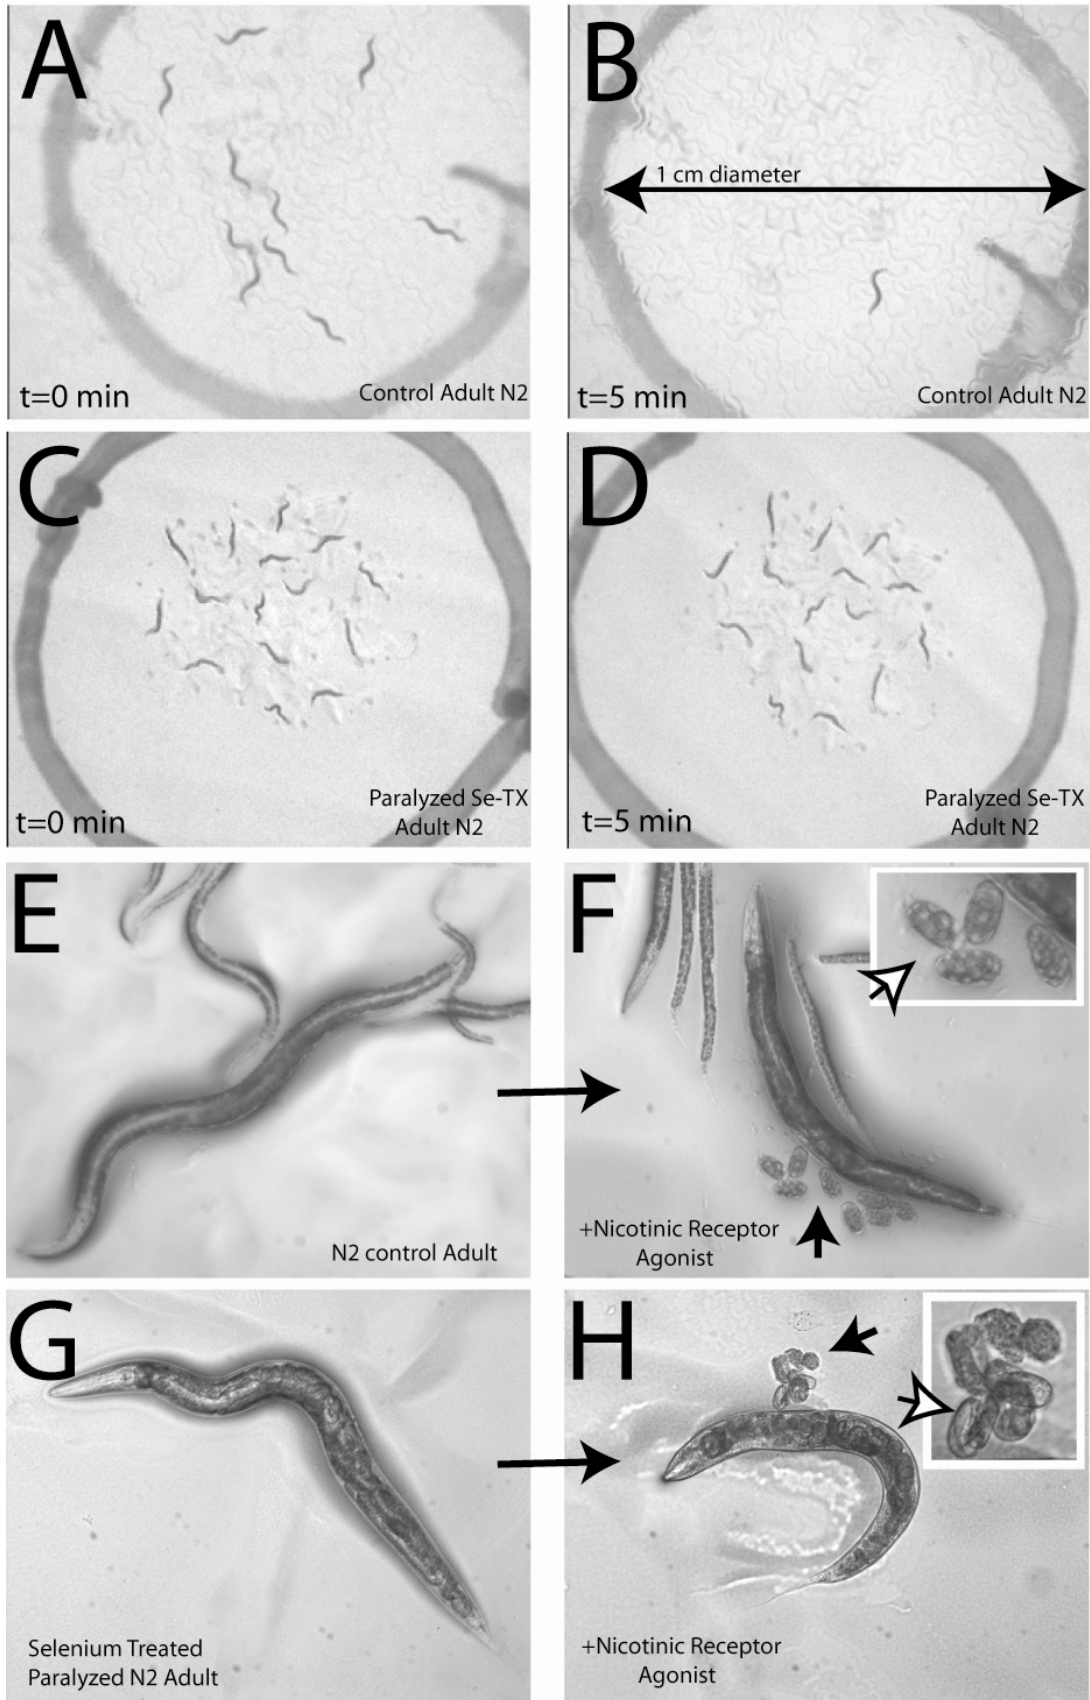 A
t=0 min
Control Adult N2
B
1 cm diameter
t=5 min
Control Adult N2
C
t=0 min
Paralyzed Se-TX
Adult N2
D
t=5 min
Paralyzed Se-TX
Adult N2
E
N2 control Adult
F
+Nicotinic Receptor
Agonist
G
Selenium Treated
Paralyzed N2 Adult
H
+Nicotinic Receptor
Agonist